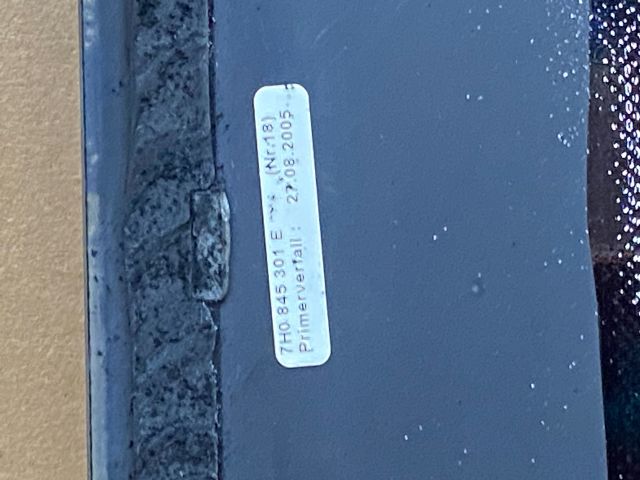 7H0 845 301 E (Nr.18)
Primerverfall : 27.08.2005